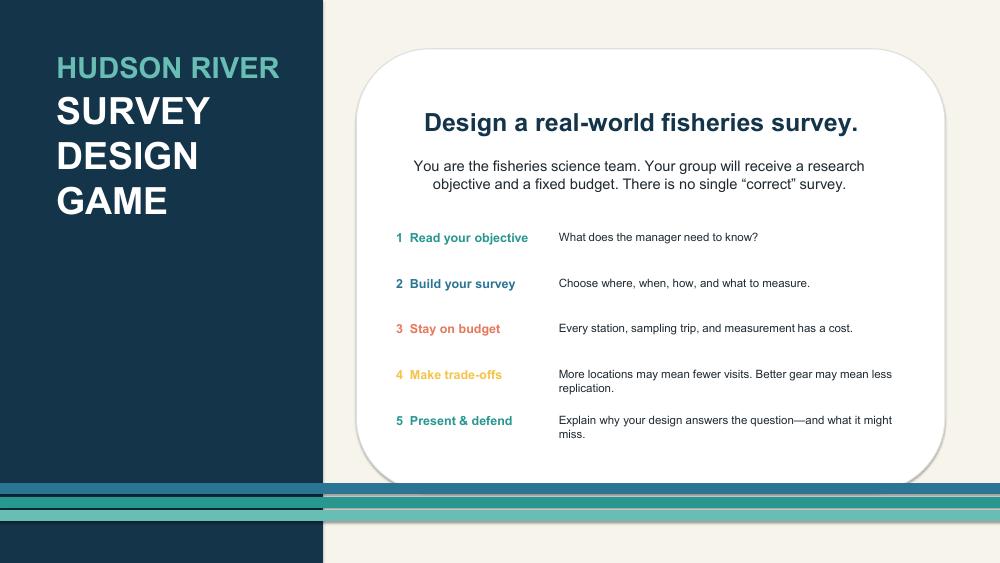 HUDSON RIVER
SURVEY
DESIGN
GAME
Design a real-world fisheries survey.
You are the fisheries science team. Your group will receive a research
objective and a fixed budget. There is no single “correct” survey.
1 Read your objective What does the manager need to know?
2 Build your survey Choose where, when, how, and what to measure.
3 Stay on budget Every station, sampling trip, and measurement has a cost.
4 Make trade-offs More locations may mean fewer visits. Better gear may mean less
replication.
5 Present & defend Explain why your design answers the question—and what it might
miss.